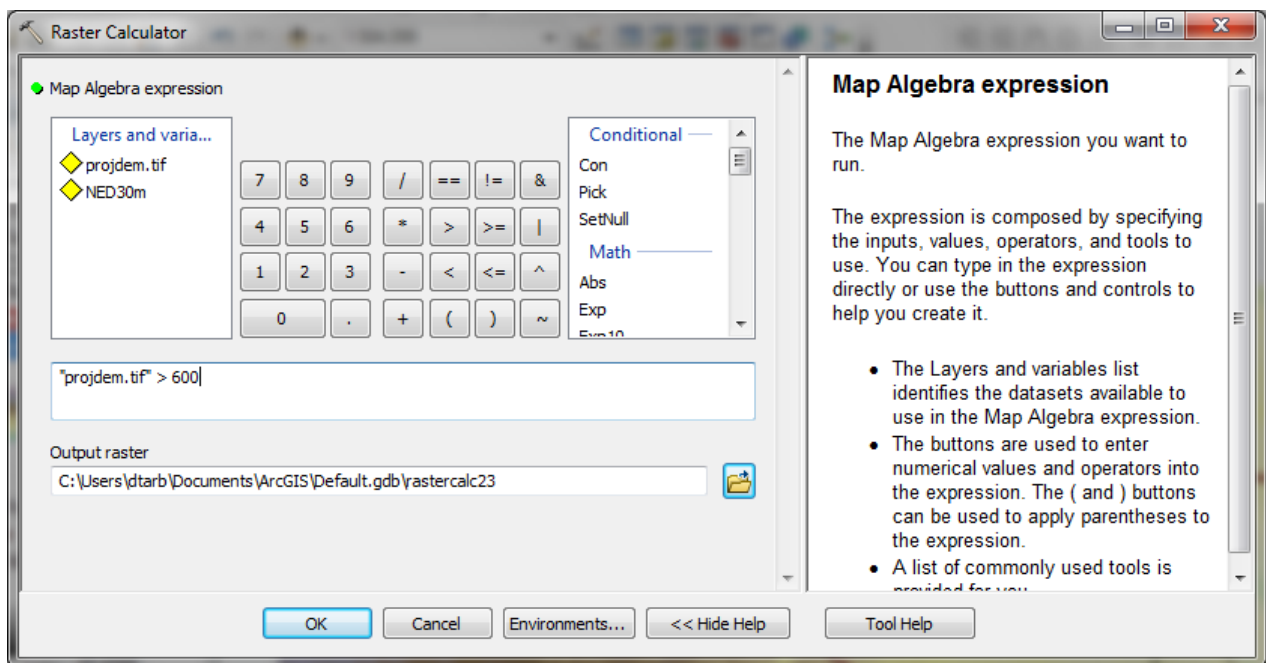 Raster Calculator
Map Algebra expression
Layers and varia...
projdem.tif
NED30m
7 8 9 / == != &
4 5 6 * > >= |
1 2 3 - < <= ^
0 . + ( ) ~
Conditional
Con
Pick
SetNull
Math
Abs
Exp
Exp10
"projdem.tif" > 600
Output raster
C:\Users\dtarb\Documents\ArcGIS\Default.gdb\rastercalc23
OK Cancel Environments... << Hide Help Tool Help
Map Algebra expression
The Map Algebra expression you want to
run.
The expression is composed by specifying
the inputs, values, operators, and tools to
use. You can type in the expression
directly or use the buttons and controls to
help you create it.
• The Layers and variables list
identifies the datasets available to
use in the Map Algebra expression.
• The buttons are used to enter
numerical values and operators into
the expression. The ( and ) buttons
can be used to apply parentheses to
the expression.
• A list of commonly used tools is
provided for you